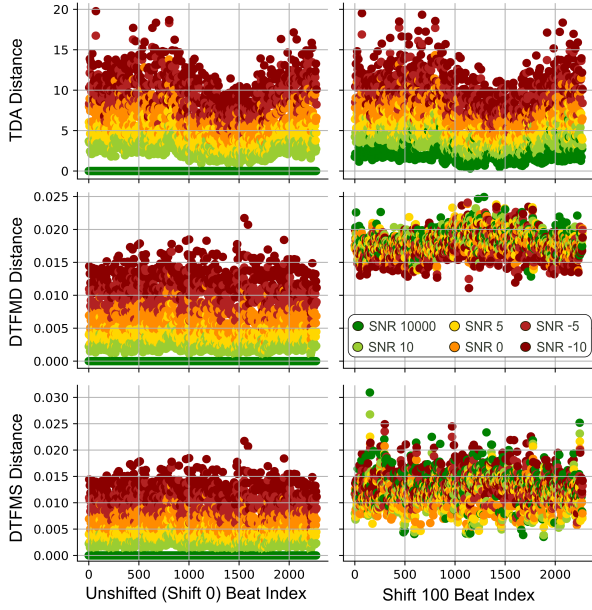 TDA Distance
20
15
10
5
0
DTFMD Distance
0.025
0.020
0.015
0.010
0.005
0.000
SNR 10000 SNR 5 SNR -5
SNR 10 SNR 0 SNR -10
DTFMS Distance
0.030
0.025
0.020
0.015
0.010
0.005
0.000
0 500 1000 1500 2000 0 500 1000 1500 2000
Unshifted (Shift 0) Beat Index Shift 100 Beat Index